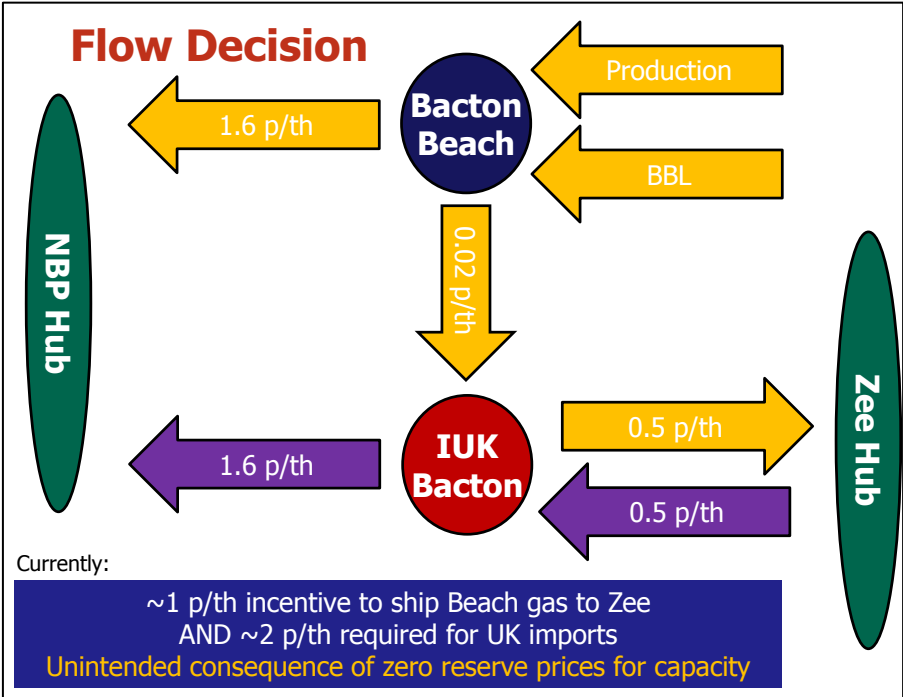 Flow Decision
Production
Bacton
Beach
1.6 p/th
BBL
NBP Hub
0.02 p/th
Zee Hub
IUK
Bacton
0.5 p/th
1.6 p/th
0.5 p/th
Currently:
~1 p/th incentive to ship Beach gas to Zee
AND ~2 p/th required for UK imports
Unintended consequence of zero reserve prices for capacity